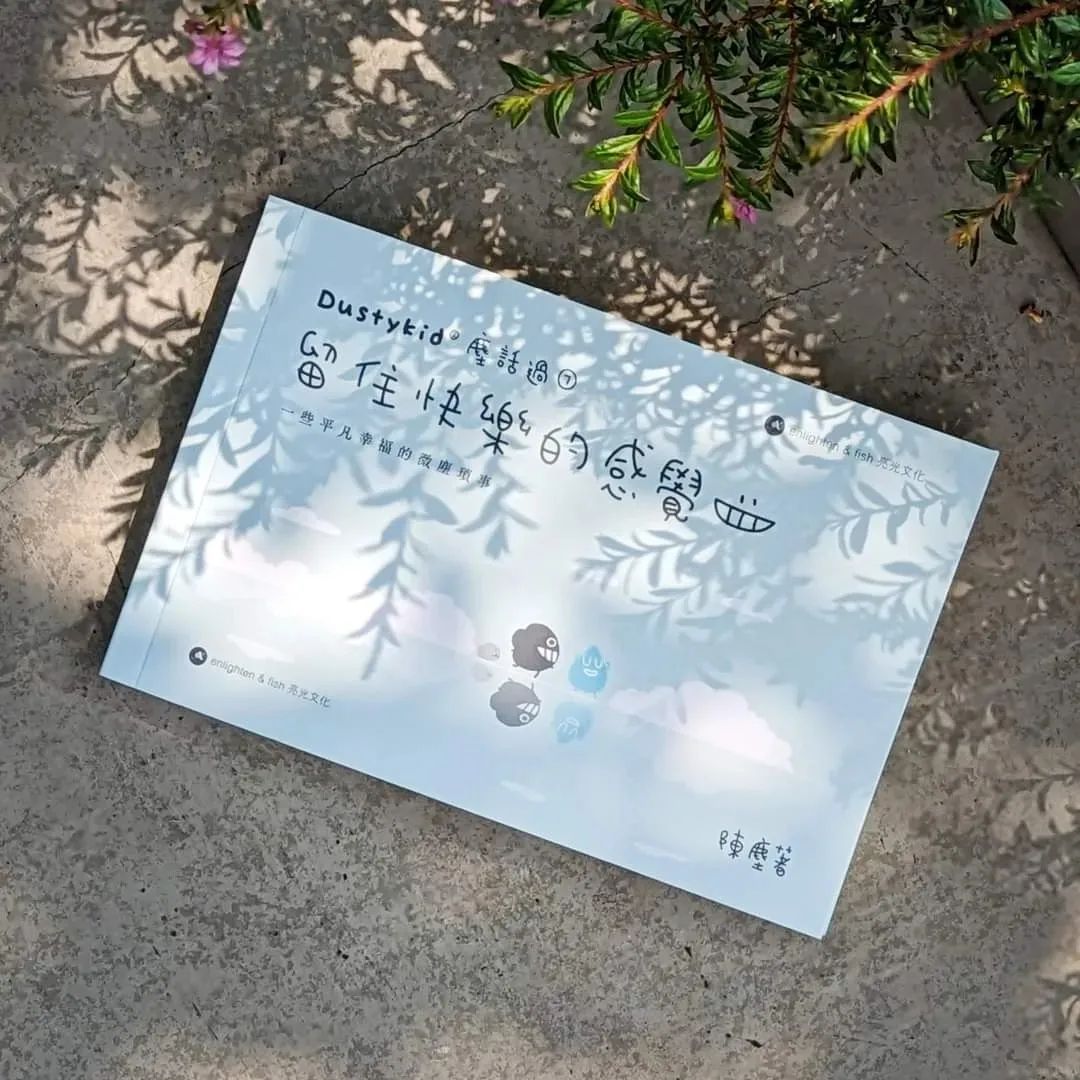 Dustykid® 塵話過⑦
留住快樂的感覺
一些平凡幸福的微塵瑣事
enlighten & fish 亮光文化
enlighten & fish 亮光文化
陳塵著